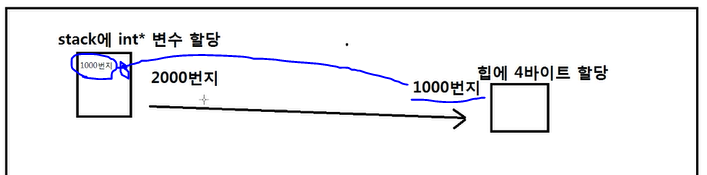 stack에 int* 변수 할당
1000번지
2000번지
1000번지
힙에 4바이트 할당